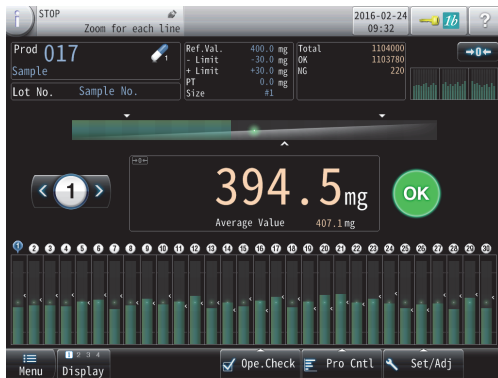 STOP
Zoom for each line
2016-02-24
09:32
1b
?
Prod 017
1
Sample
Lot No. Sample No.
Ref.Val. 400.0 mg
- Limit -30.0 mg
+ Limit +30.0 mg
PT 0.0 mg
Size #1
Total 1104000
OK 1103780
NG 220
→0←
→0←
1
394.5mg
Average Value 407.1mg
OK
1 2 3 4 5 6 7 8 9 10 11 12 13 14 15 16 17 18 19 20 21 22 23 24 25 26 27 28 29 30
Menu
1 2 3 4
Display
Ope.Check
Pro Cntl
Set/Adj